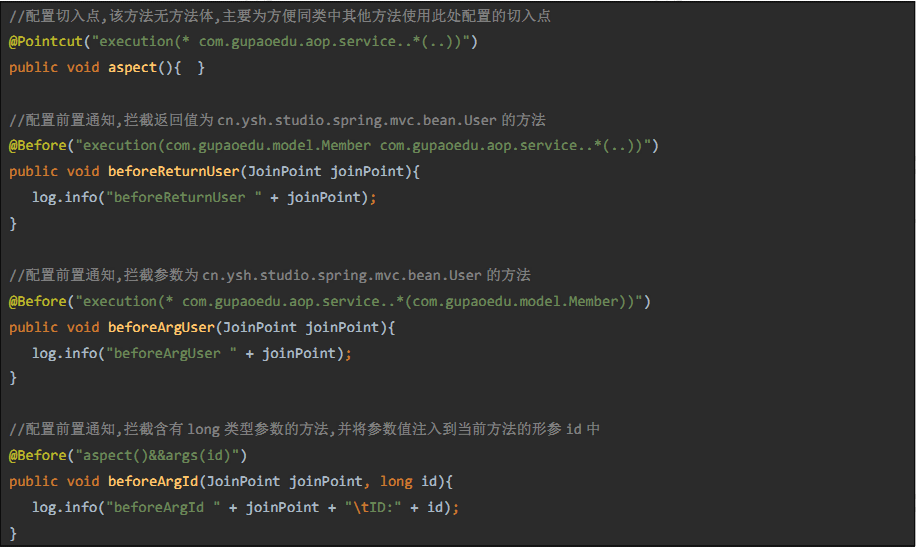 //配置切入点,该方法无方法体,主要为方便同类中其他方法使用此处配置的切入点
@Pointcut("execution(* com.gupaoedu.aop.service..*(..))")
public void aspect(){  }
//配置前置通知,拦截返回值为 cn.ysh.studio.spring.mvc.bean.User 的方法
@Before("execution(com.gupaoedu.model.Member com.gupaoedu.aop.service..*(..))")
public void beforeReturnUser(JoinPoint joinPoint){
log.info("beforeReturnUser " + joinPoint);
}
//配置前置通知,拦截参数为 cn.ysh.studio.spring.mvc.bean.User 的方法
@Before("execution(* com.gupaoedu.aop.service..*(com.gupaoedu.model.Member))")
public void beforeArgUser(JoinPoint joinPoint){
log.info("beforeArgUser " + joinPoint);
}
//配置前置通知,拦截含有 long 类型参数的方法,并将参数值注入到当前方法的形参 id 中
@Before("aspect()&&args(id)")
public void beforeArgId(JoinPoint joinPoint, long id){
log.info("beforeArgId " + joinPoint + "\tID:" + id);
}